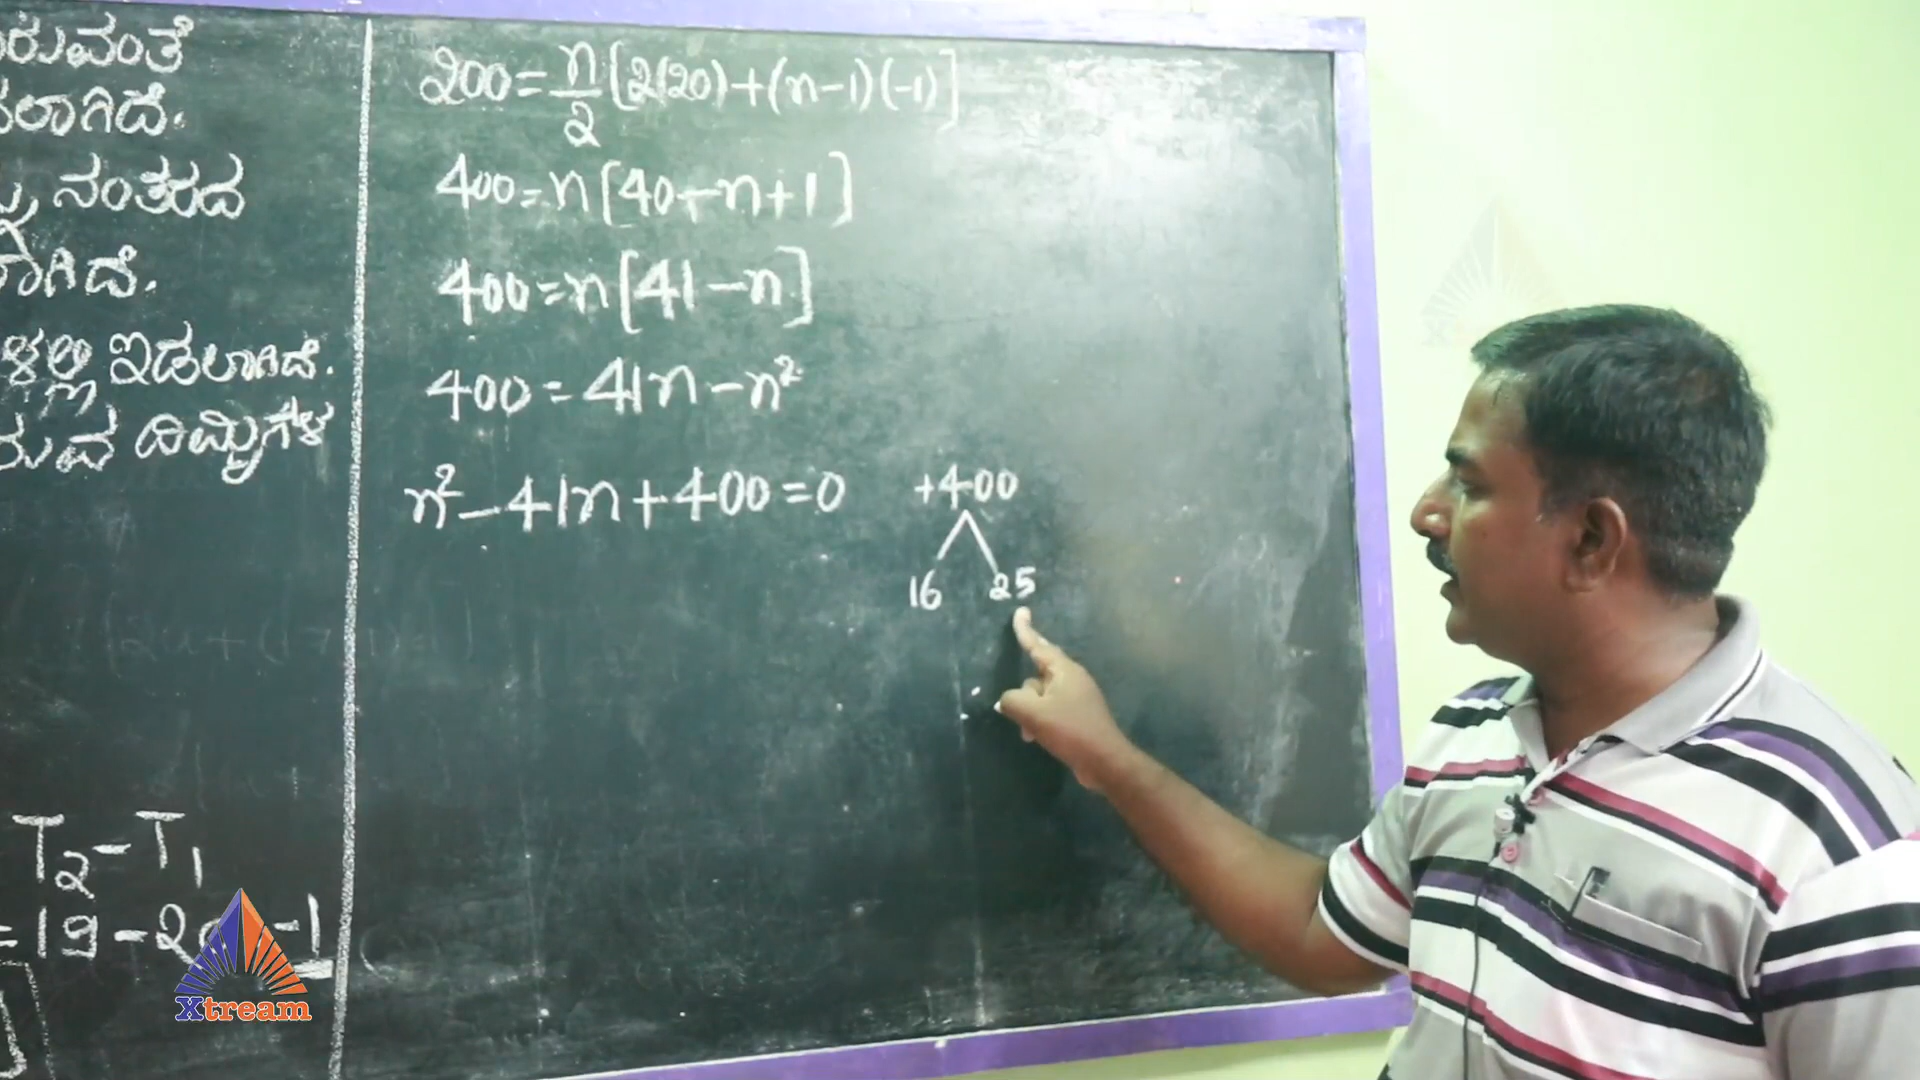 ರುವಂತೆ
ಲಾಗಿದೆ.
ನಂತರದ
ರಾಗಿದೆ.
ಳಲ್ಲಿ ಇಡಲಾಗಿದೆ.
ರುವ ದಿಮ್ಮಿಗಳ
T2-T1
=19-20=-1
200=n/2[2(20)+(n-1)(-1)]
400=n[40-n+1]
400=n[41-n]
400=41n-n²
n²-41n+400=0
+400
16 25
Xtream